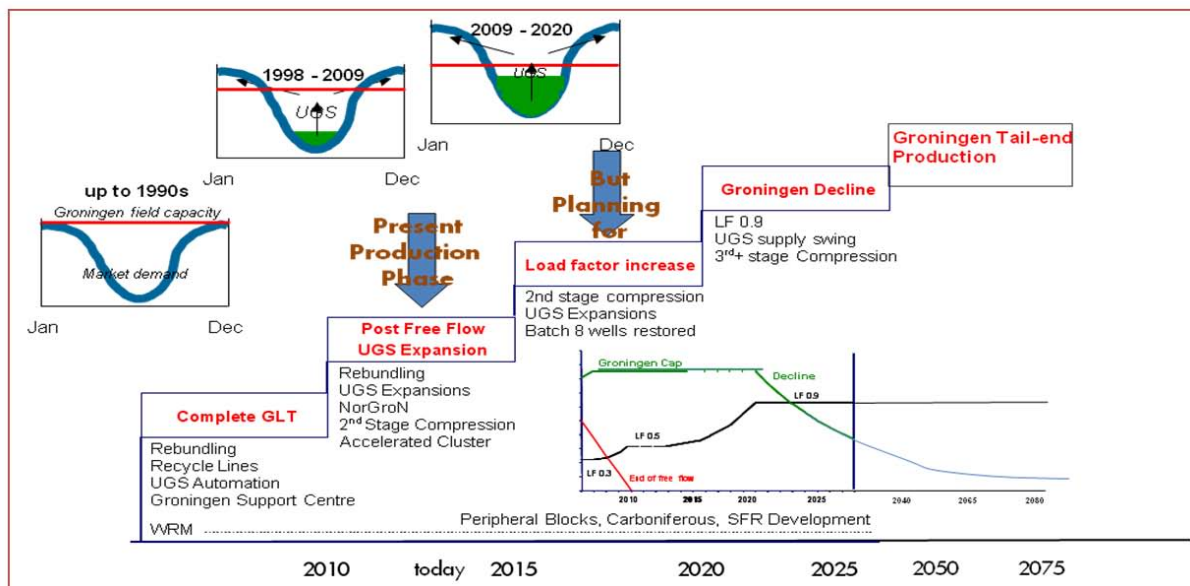 2009 - 2020
UGS
Jan
Dec
1998 - 2009
UGS
Jan
Dec
up to 1990s
Groningen field capacity
Market demand
Jan
Dec
Present
Production
Phase
But
Planning
for
Groningen Tail-end
Production
Groningen Decline
LF 0.9
UGS supply swing
3rd+ stage Compression
Load factor increase
2nd stage compression
UGS Expansions
Batch 8 wells restored
Post Free Flow
UGS Expansion
Rebundling
UGS Expansions
NorGroN
2nd Stage Compression
Accelerated Cluster
Complete GLT
Rebundling
Recycle Lines
UGS Automation
Groningen Support Centre
WRM
Groningen Cap
Decline
LF 0.9
LF 0.5
LF 0.3
End of free flow
2010 2015 2020 2025 2040 2065 2080
Peripheral Blocks, Carboniferous, SFR Development
2010 today 2015 2020 2025 2050 2075